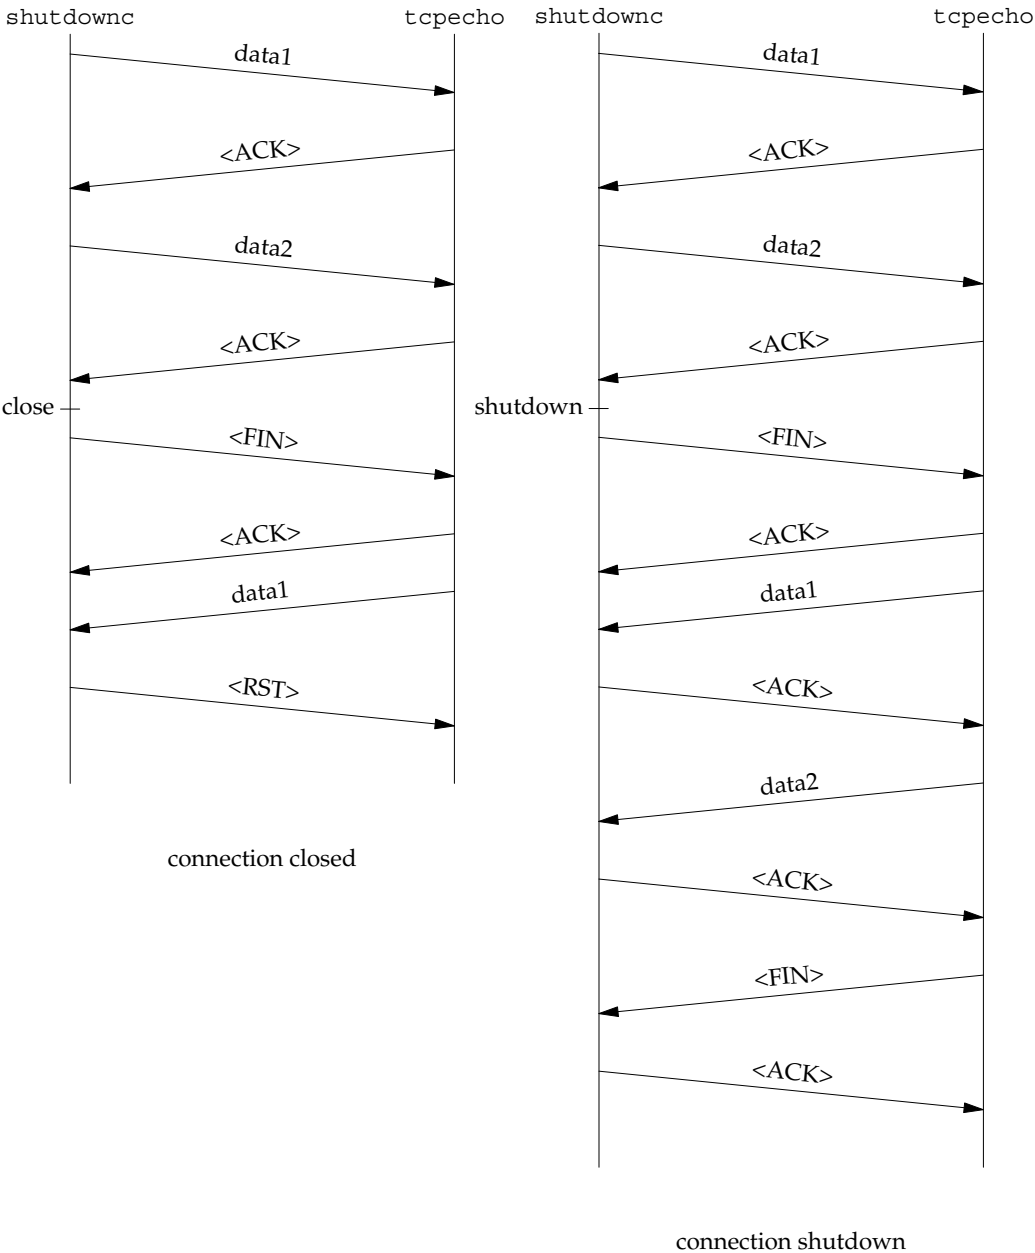 shutdownc
tcpecho
data1
<ACK>
data2
<ACK>
close
<FIN>
<ACK>
data1
<RST>
connection closed
shutdownc
tcpecho
data1
<ACK>
data2
<ACK>
shutdown
<FIN>
<ACK>
data1
<ACK>
data2
<ACK>
<FIN>
<ACK>
connection shutdown